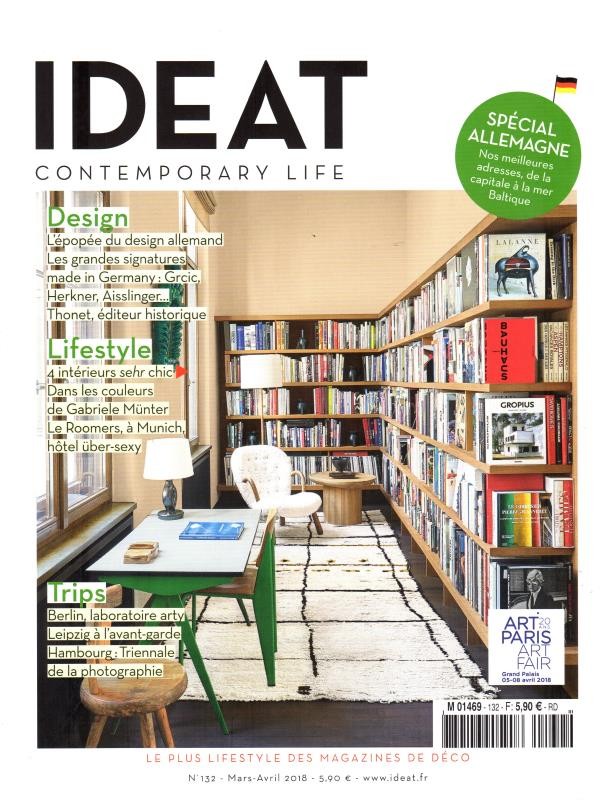 IDEAT
CONTEMPORARY LIFE
SPÉCIAL
ALLEMAGNE
Nos meilleures
adresses, de la
capitale à la mer
Baltique
Design
L'épopée du design allemand
Les grandes signatures
made in Germany : Grcic,
Herkner, Aisslinger...
Thonet, éditeur historique
Lifestyle
4 intérieurs sehr chic
Dans les couleurs
de Gabriele Münter
Le Roomers, à Munich,
hôtel über-sexy
Trips
Berlin, laboratoire arty
Leipzig à l'avant-garde
Hambourg : Triennale
de la photographie
LALANNE
BAUHAUS
GROPIUS
ART PARIS ART FAIR
20 ANS
Grand Palais
05-08 avril 2018
M 01469 - 132 - F: 5,90 € - RD
LE PLUS LIFESTYLE DES MAGAZINES DE DÉCO
N°132 - Mars-Avril 2018 - 5,90 € - www.ideat.fr